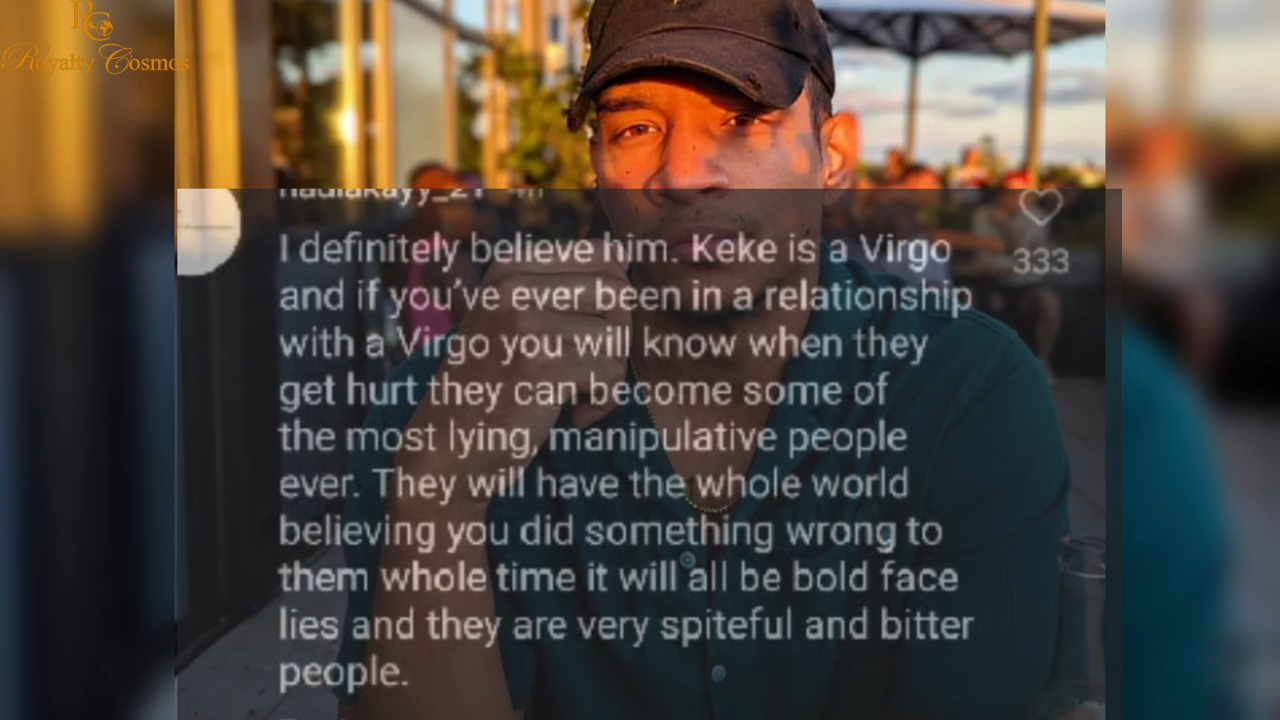 RC
Royalty Cosmos
I definitely believe him. Keke is a Virgo
333
and if you've ever been in a relationship
with a Virgo you will know when they
get hurt they can become some of
the most lying, manipulative people
ever. They will have the whole world
believing you did something wrong to
them whole time it will all be bold face
lies and they are very spiteful and bitter
people.